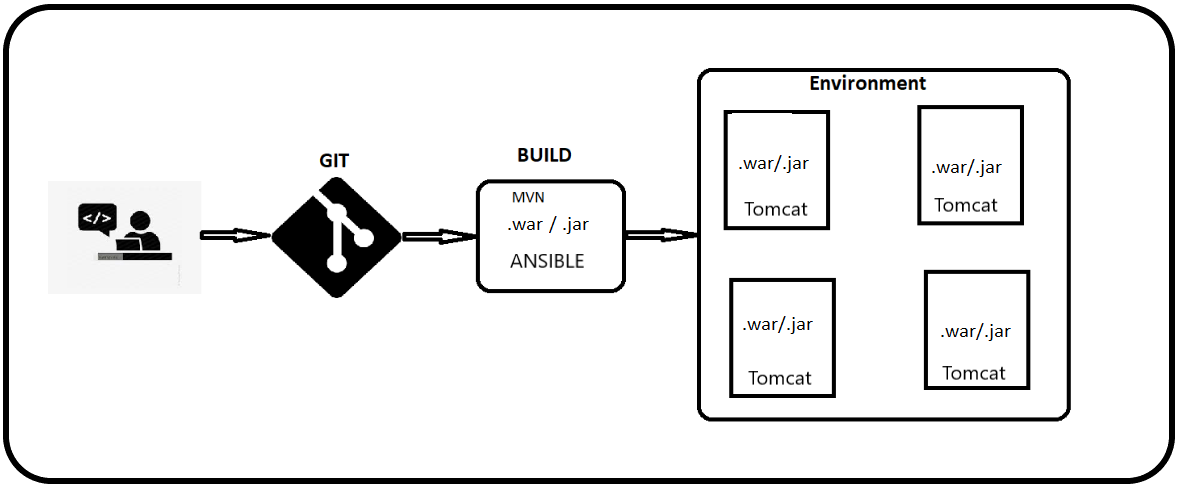 </>
GIT
BUILD
MVN
.war / .jar
ANSIBLE
Environment
.war/.jar
Tomcat
.war/.jar
Tomcat
.war/.jar
Tomcat
.war/.jar
Tomcat